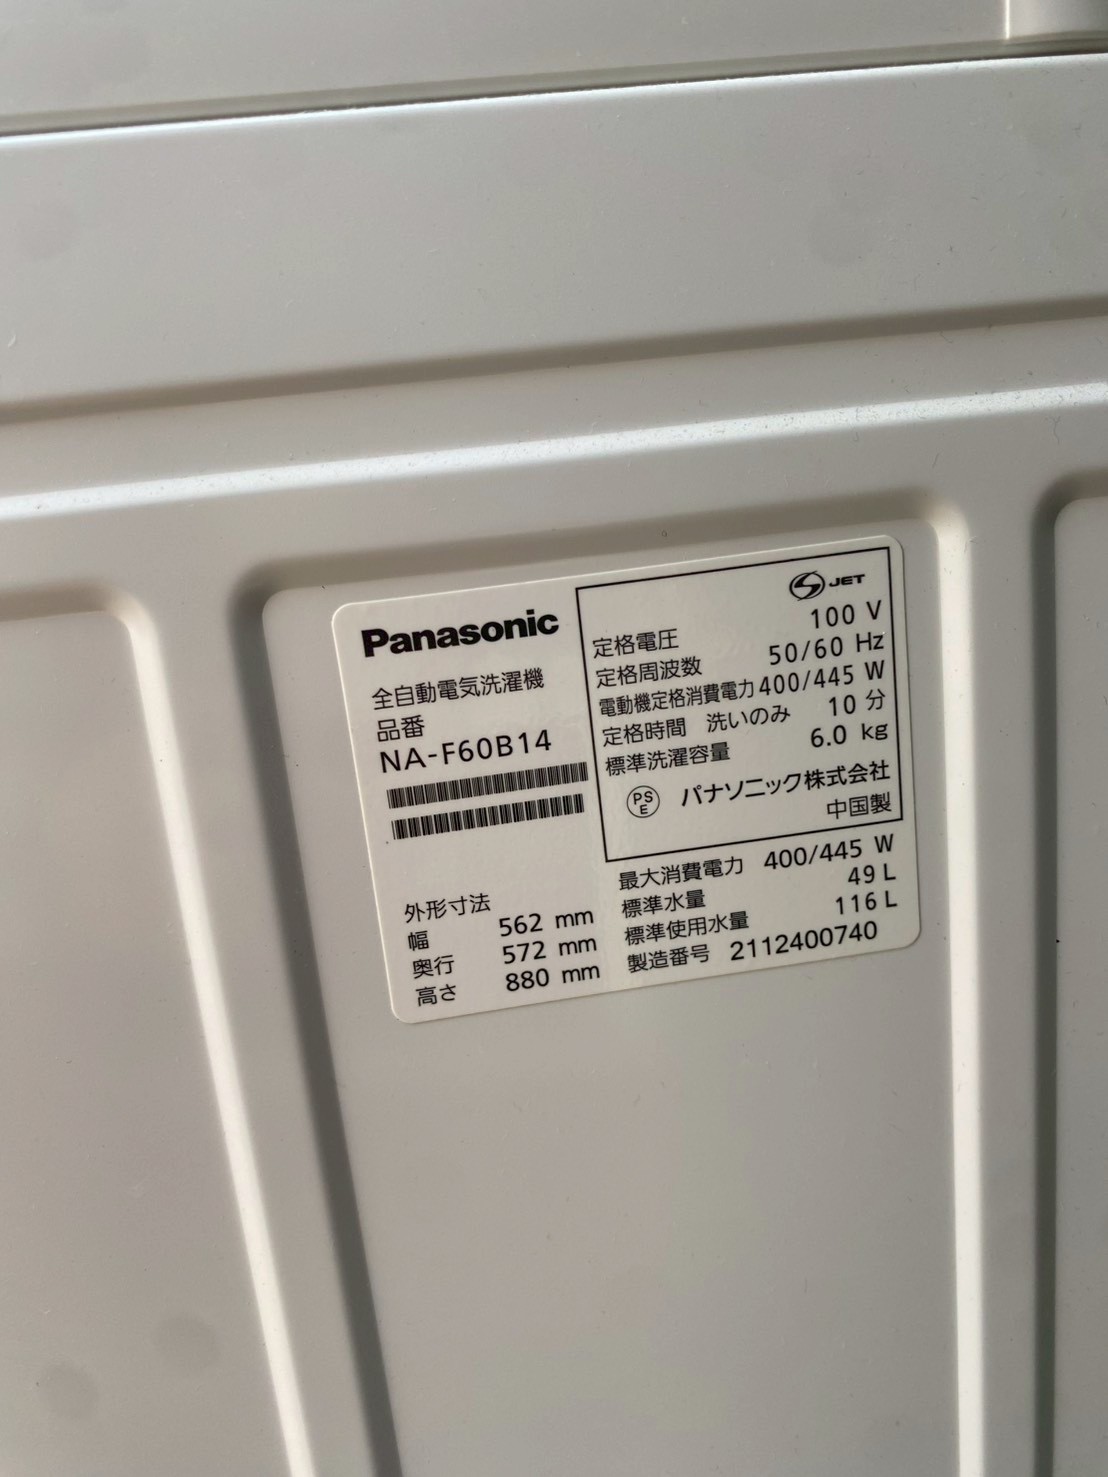 Panasonic
全自動電気洗濯機
品番
NA-F60B14
外形寸法
幅 562 mm
奥行 572 mm
高さ 880 mm
JET
定格電圧 100 V
定格周波数 50/60 Hz
電動機定格消費電力 400/445 W
定格時間 洗いのみ 10 分
標準洗濯容量 6.0 kg
PS
E
パナソニック株式会社
中国製
最大消費電力 400/445 W
標準水量 49 L
標準使用水量 116 L
製造番号 2112400740